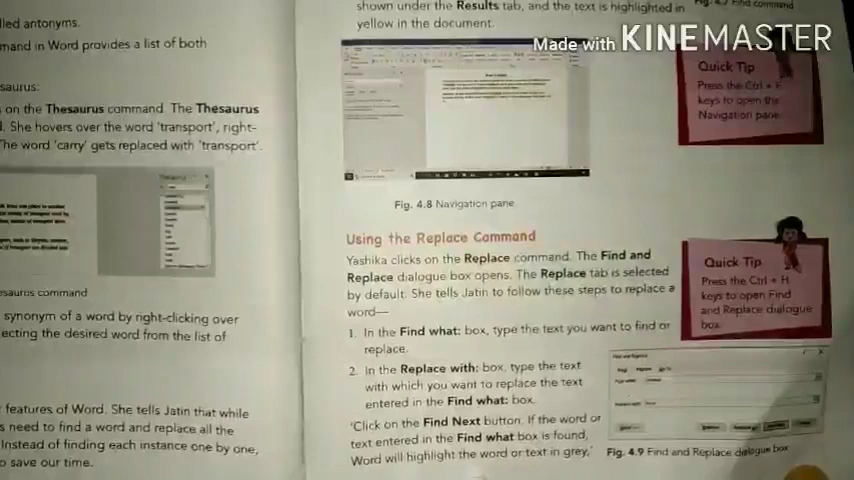 lled antonyms.
mand in Word provides a list of both
saurus:
on the Thesaurus command. The Thesaurus
She hovers over the word 'transport', right-
The word 'carry' gets replaced with 'transport'.
saurus command
synonym of a word by right-clicking over
ecting the desired word from the list of
features of Word. She tells Jatin that while
s need to find a word and replace all the
Instead of finding each instance one by one,
o save our time.
shown under the Results tab, and the text is highlighted in
yellow in the document.
Fig. 4.7 Find command
Made with KINEMASTER
Quick Tip
Press the Ctrl + F
keys to open the
Navigation pane.
Fig. 4.8 Navigation pane
Using the Replace Command
Yashika clicks on the Replace command. The Find and
Replace dialogue box opens. The Replace tab is selected
by default. She tells Jatin to follow these steps to replace a
word—
1. In the Find what: box, type the text you want to find or
replace.
2. In the Replace with: box, type the text
with which you want to replace the text
entered in the Find what: box.
'Click on the Find Next button. If the word or
text entered in the Find what box is found,
Word will highlight the word or text in grey,'
Quick Tip
Press the Ctrl + H
keys to open Find
and Replace dialogue
box.
Fig. 4.9 Find and Replace dialogue box